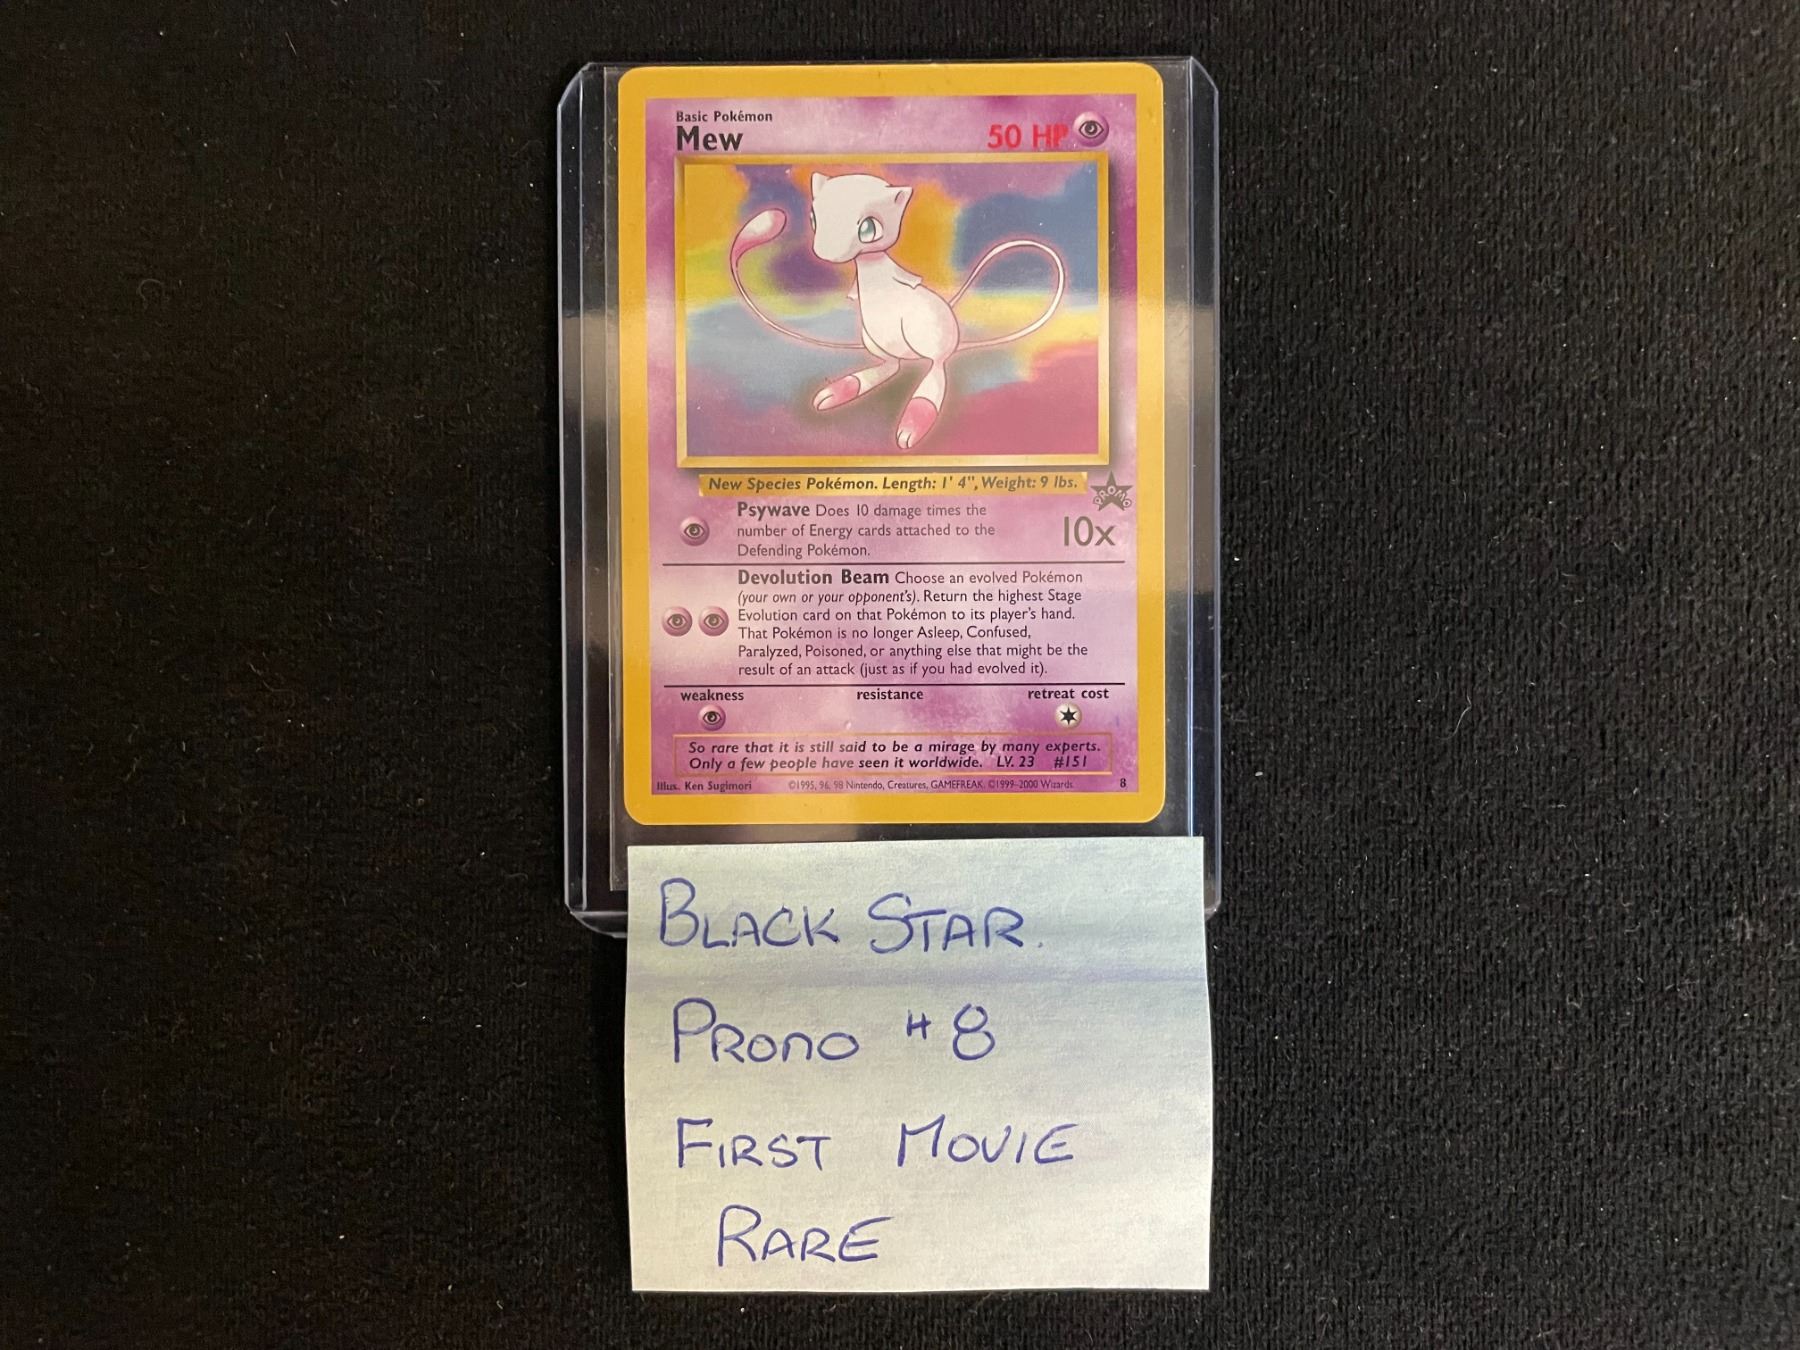 Basic Pokémon
Mew 50 HP
New Species Pokémon. Length: 1' 4", Weight: 9 lbs.
PROMO
Psywave Does 10 damage times the
number of Energy cards attached to the
Defending Pokémon.
10x
Devolution Beam Choose an evolved Pokémon
(your own or your opponent's). Return the highest Stage
Evolution card on that Pokémon to its player's hand.
That Pokémon is no longer Asleep, Confused,
Paralyzed, Poisoned, or anything else that might be the
result of an attack (just as if you had evolved it).
weakness resistance retreat cost
So rare that it is still said to be a mirage by many experts.
Only a few people have seen it worldwide. LV. 23 #151
Illus. Ken Sugimori ©1995, 96, 98 Nintendo, Creatures, GAMEFREAK. ©1999-2000 Wizards. 8
BLACK STAR.
PROMO #8
FIRST MOVIE
RARE